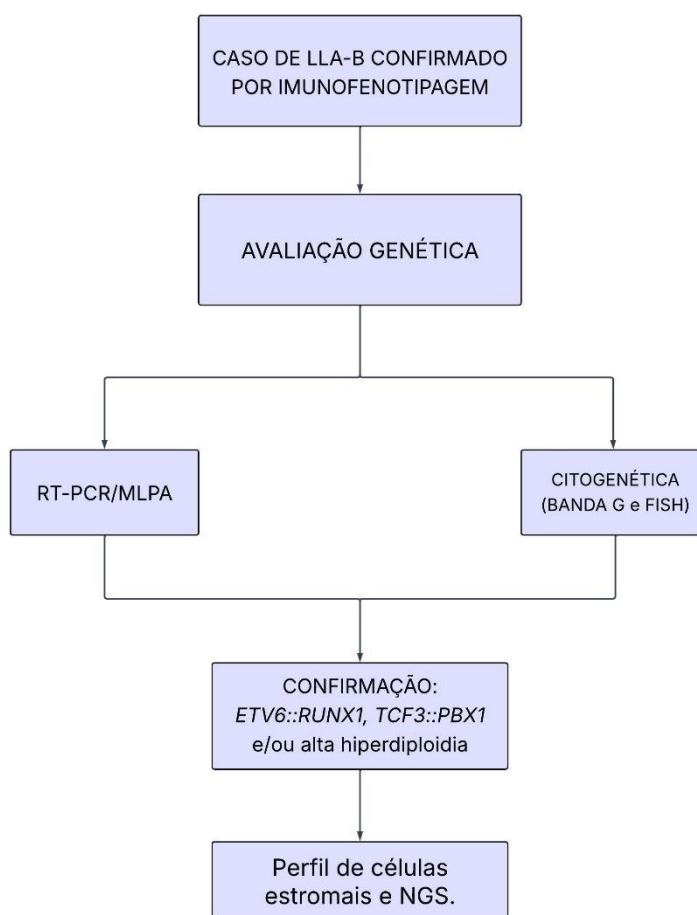 CASO DE LLA-B CONFIRMADO
POR IMUNOFENOTIPAGEM
AVALIAÇÃO GENÉTICA
RT-PCR/MLPA
CITOGENÉTICA
(BANDA G e FISH)
CONFIRMAÇÃO:
ETV6::RUNX1, TCF3::PBX1
e/ou alta hiperdiploidia
Perfil de células
estromais e NGS.